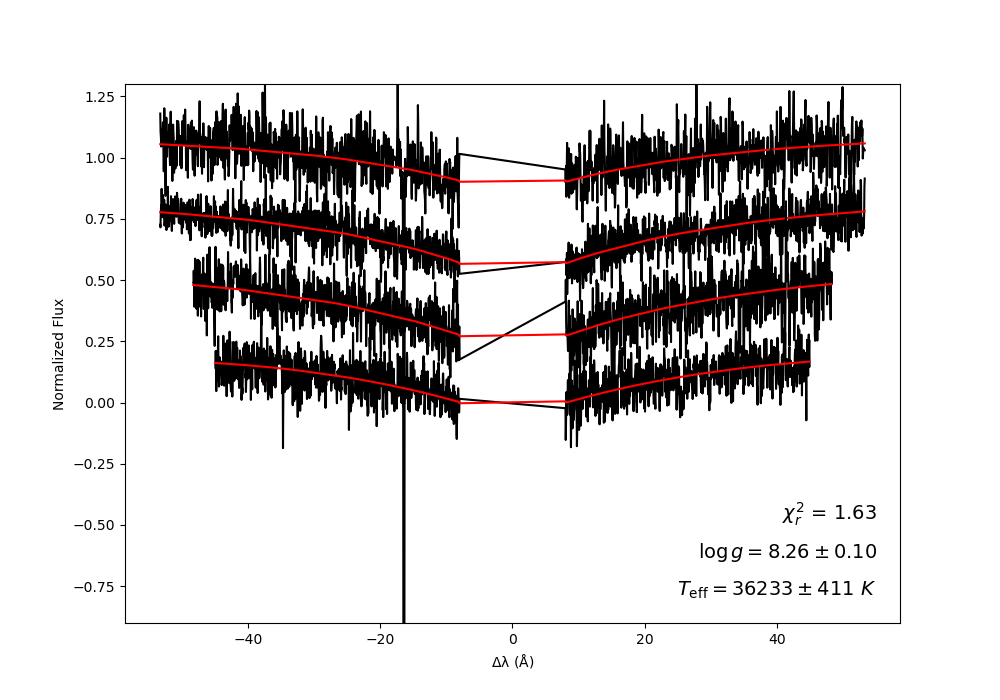 1.25
1.00
0.75
0.50
0.25
0.00
−0.25
−0.50
−0.75
Normalized Flux
χ²ᵣ = 1.63
log g = 8.26 ± 0.10
T_eff = 36233 ± 411 K
−40 −20 0 20 40
Δλ (Å)